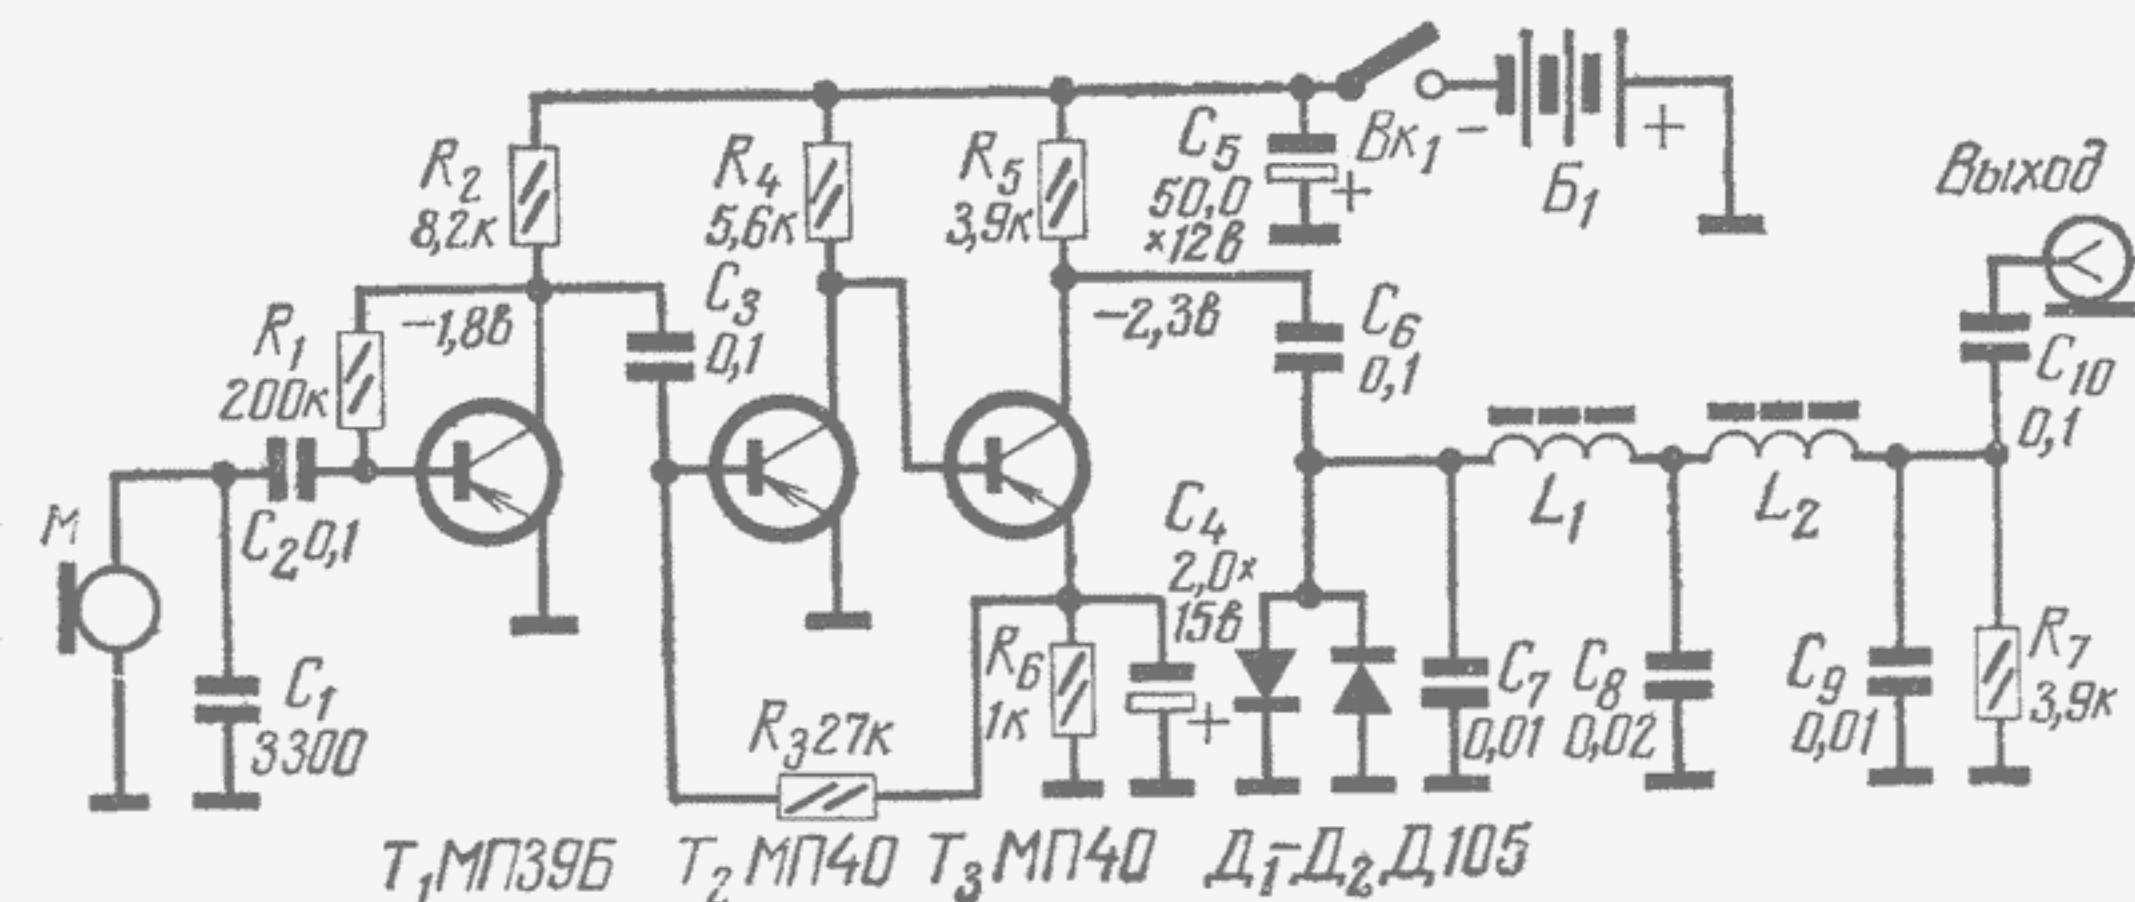 M
C1
3300
C2 0,1
R1
200к
R2
8,2к
−1,8в
C3
0,1
R4
5,6к
R3 27к
R5
3,9к
−2,3в
R6
1к
C4
2,0×
15в
C5
50,0
×12в
+
Вк1
−
Б1
+
C6
0,1
+
C7
0,01
L1
C8
0,02
L2
C9
0,01
Выход
C10
0,1
R7
3,9к
Т1 МП39Б Т2 МП40 Т3 МП40 Д1-Д2 Д105